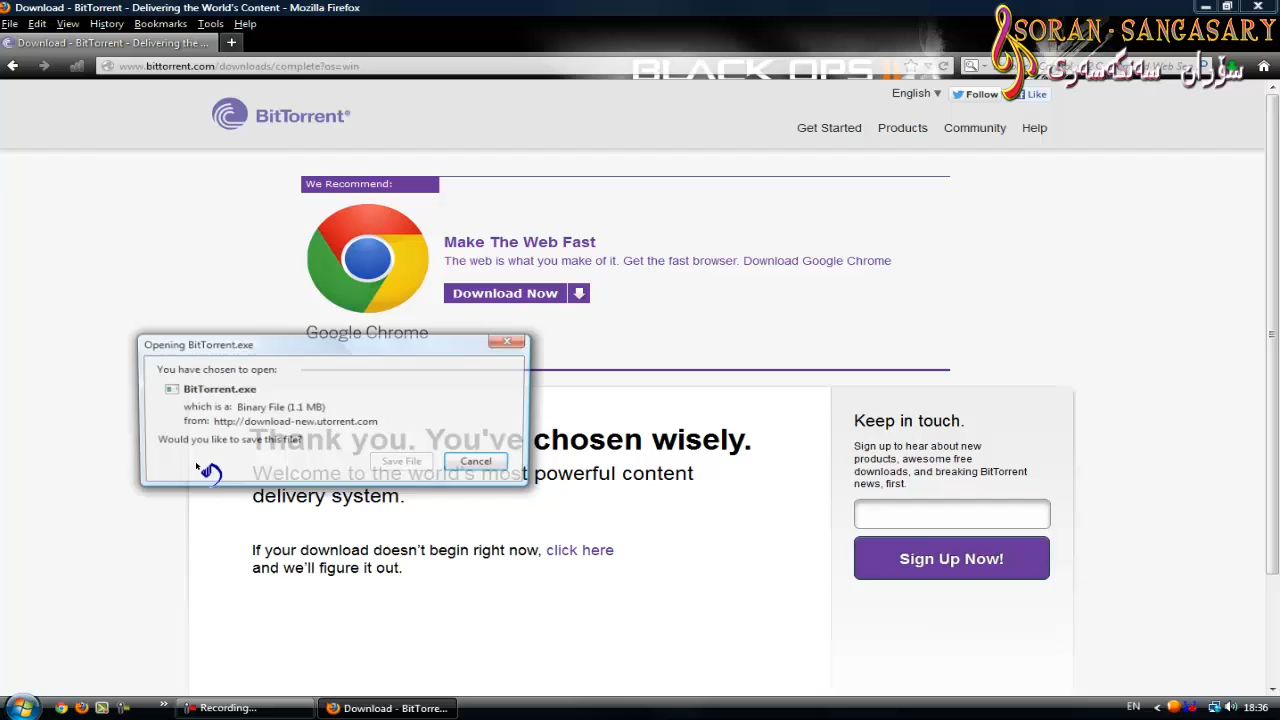 Download - BitTorrent - Delivering the World's Content - Mozilla Firefox
File Edit View History Bookmarks Tools Help
Download - BitTorrent - Delivering the ...
www.bittorrent.com/downloads/complete?os=win
BLACK OPS II
SORAN - SANGASARY
سۆران سەنگەسەری
English
Follow
Like
BitTorrent®
Get Started Products Community Help
We Recommend:
Make The Web Fast
The web is what you make of it. Get the fast browser. Download Google Chrome
Download Now
Google Chrome
Opening BitTorrent.exe
You have chosen to open:
BitTorrent.exe
which is a: Binary File (1.1 MB)
from: http://download-new.utorrent.com
Would you like to save this file?
Save File Cancel
Thank you. You've chosen wisely.
Welcome to the world's most powerful content
delivery system.
If your download doesn't begin right now, click here
and we'll figure it out.
Keep in touch.
Sign up to hear about new
products, awesome free
downloads, and breaking BitTorrent
news, first.
Sign Up Now!
Recording...
Download - BitTorre...
EN
18:36